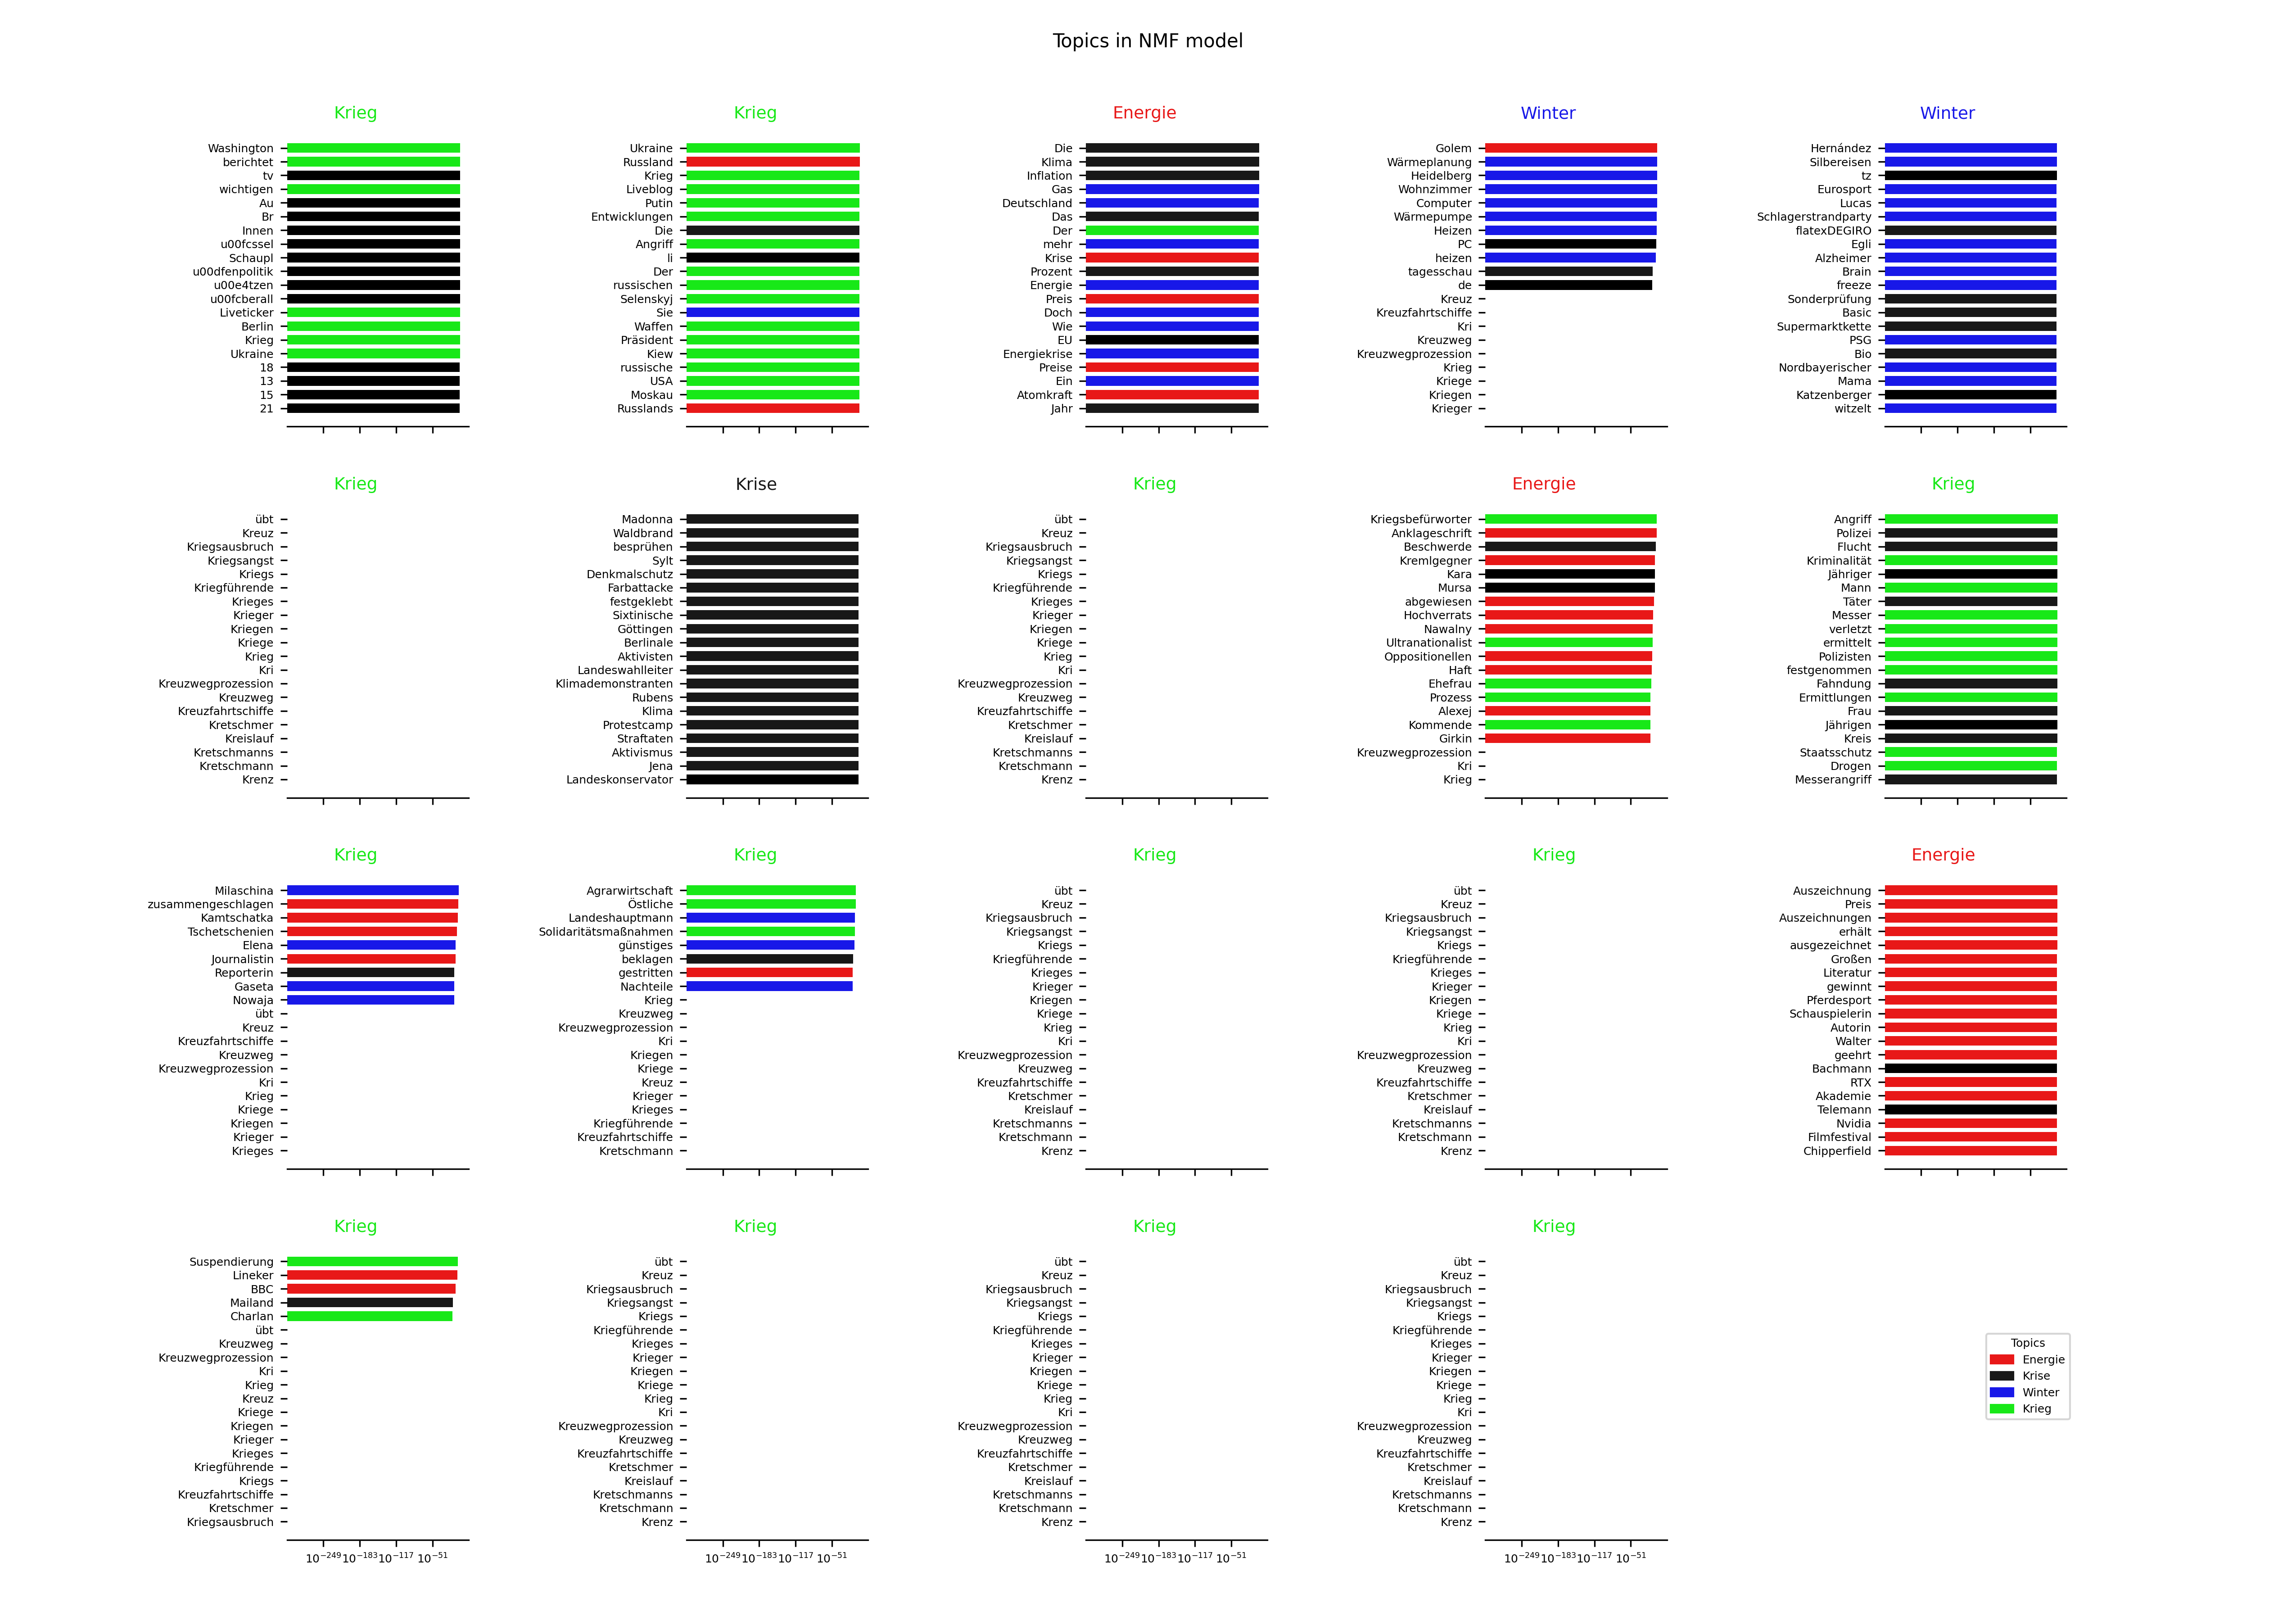 Topics in NMF model
Krieg
Washington
berichtet
tv
wichtigen
Au
Br
Innen
u00fcssel
Schaupl
u00dfenpolitik
u00e4tzen
u00fcberall
Liveticker
Berlin
Krieg
Ukraine
18
13
15
21
Krieg
Ukraine
Russland
Krieg
Liveblog
Putin
Entwicklungen
Die
Angriff
li
Der
russischen
Selenskyj
Sie
Waffen
Präsident
Kiew
russische
USA
Moskau
Russlands
Energie
Die
Klima
Inflation
Gas
Deutschland
Das
Der
mehr
Krise
Prozent
Energie
Preis
Doch
Wie
EU
Energiekrise
Preise
Ein
Atomkraft
Jahr
Winter
Golem
Wärmeplanung
Heidelberg
Wohnzimmer
Computer
Wärmepumpe
Heizen
PC
heizen
tagesschau
de
Kreuz
Kreuzfahrtschiffe
Kri
Kreuzweg
Kreuzwegprozession
Krieg
Kriege
Kriegen
Krieger
Winter
Hernández
Silbereisen
tz
Eurosport
Lucas
Schlagerstrandparty
flatexDEGIRO
Egli
Alzheimer
Brain
freeze
Sonderprüfung
Basic
Supermarktkette
PSG
Bio
Nordbayerischer
Mama
Katzenberger
witzelt
Krieg
übt
Kreuz
Kriegsausbruch
Kriegsangst
Kriegs
Kriegführende
Krieges
Krieger
Kriegen
Kriege
Krieg
Kri
Kreuzwegprozession
Kreuzweg
Kreuzfahrtschiffe
Kretschmer
Kreislauf
Kretschmanns
Kretschmann
Krenz
Krise
Madonna
Waldbrand
besprühen
Sylt
Denkmalschutz
Farbattacke
festgeklebt
Sixtinische
Göttingen
Berlinale
Aktivisten
Landeswahlleiter
Klimademonstranten
Rubens
Klima
Protestcamp
Straftaten
Aktivismus
Jena
Landeskonservator
Krieg
übt
Kreuz
Kriegsausbruch
Kriegsangst
Kriegs
Kriegführende
Krieges
Krieger
Kriegen
Kriege
Krieg
Kri
Kreuzwegprozession
Kreuzweg
Kreuzfahrtschiffe
Kretschmer
Kreislauf
Kretschmanns
Kretschmann
Krenz
Energie
Kriegsbefürworter
Anklageschrift
Beschwerde
Kremlgegner
Kara
Mursa
abgewiesen
Hochverrats
Nawalny
Ultranationalist
Oppositionellen
Haft
Ehefrau
Prozess
Alexej
Kommende
Girkin
Kreuzwegprozession
Kri
Krieg
Krieg
Angriff
Polizei
Flucht
Kriminalität
Jähriger
Mann
Täter
Messer
verletzt
ermittelt
Polizisten
festgenommen
Fahndung
Ermittlungen
Frau
Jährigen
Kreis
Staatsschutz
Drogen
Messerangriff
Krieg
Milaschina
zusammengeschlagen
Kamtschatka
Tschetschenien
Elena
Journalistin
Reporterin
Gaseta
Nowaja
übt
Kreuz
Kreuzfahrtschiffe
Kreuzweg
Kreuzwegprozession
Kri
Krieg
Kriege
Kriegen
Krieger
Krieges
Krieg
Agrarwirtschaft
Östliche
Landeshauptmann
Solidaritätsmaßnahmen
günstiges
beklagen
gestritten
Nachteile
Krieg
Kreuzweg
Kreuzwegprozession
Kri
Kriegen
Kriege
Kreuz
Krieger
Krieges
Kriegführende
Kreuzfahrtschiffe
Kretschmann
Krieg
übt
Kreuz
Kriegsausbruch
Kriegsangst
Kriegs
Kriegführende
Krieges
Krieger
Kriegen
Kriege
Krieg
Kri
Kreuzwegprozession
Kreuzweg
Kreuzfahrtschiffe
Kretschmer
Kreislauf
Kretschmanns
Kretschmann
Krenz
Krieg
übt
Kreuz
Kriegsausbruch
Kriegsangst
Kriegs
Kriegführende
Krieges
Krieger
Kriegen
Kriege
Krieg
Kri
Kreuzwegprozession
Kreuzweg
Kreuzfahrtschiffe
Kretschmer
Kreislauf
Kretschmanns
Kretschmann
Krenz
Energie
Auszeichnung
Preis
Auszeichnungen
erhält
ausgezeichnet
Großen
Literatur
gewinnt
Pferdesport
Schauspielerin
Autorin
Walter
geehrt
Bachmann
RTX
Akademie
Telemann
Nvidia
Filmfestival
Chipperfield
Krieg
Suspendierung
Lineker
BBC
Mailand
Charlan
übt
Kreuzweg
Kreuzwegprozession
Kri
Krieg
Kreuz
Kriege
Kriegen
Krieger
Krieges
Kriegführende
Kriegs
Kreuzfahrtschiffe
Kretschmer
Kriegsausbruch
10^−249 10^−183 10^−117 10^−51
Krieg
übt
Kreuz
Kriegsausbruch
Kriegsangst
Kriegs
Kriegführende
Krieges
Krieger
Kriegen
Kriege
Krieg
Kri
Kreuzwegprozession
Kreuzweg
Kreuzfahrtschiffe
Kretschmer
Kreislauf
Kretschmanns
Kretschmann
Krenz
10^−249 10^−183 10^−117 10^−51
Krieg
übt
Kreuz
Kriegsausbruch
Kriegsangst
Kriegs
Kriegführende
Krieges
Krieger
Kriegen
Kriege
Krieg
Kri
Kreuzwegprozession
Kreuzweg
Kreuzfahrtschiffe
Kretschmer
Kreislauf
Kretschmanns
Kretschmann
Krenz
10^−249 10^−183 10^−117 10^−51
Krieg
übt
Kreuz
Kriegsausbruch
Kriegsangst
Kriegs
Kriegführende
Krieges
Krieger
Kriegen
Kriege
Krieg
Kri
Kreuzwegprozession
Kreuzweg
Kreuzfahrtschiffe
Kretschmer
Kreislauf
Kretschmanns
Kretschmann
Krenz
10^−249 10^−183 10^−117 10^−51
Topics
Energie
Krise
Winter
Krieg